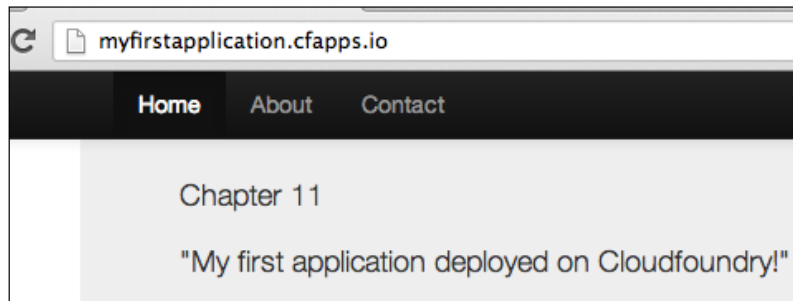 myfirstapplication.cfapps.io
Home About Contact
Chapter 11
"My first application deployed on Cloudfoundry!"